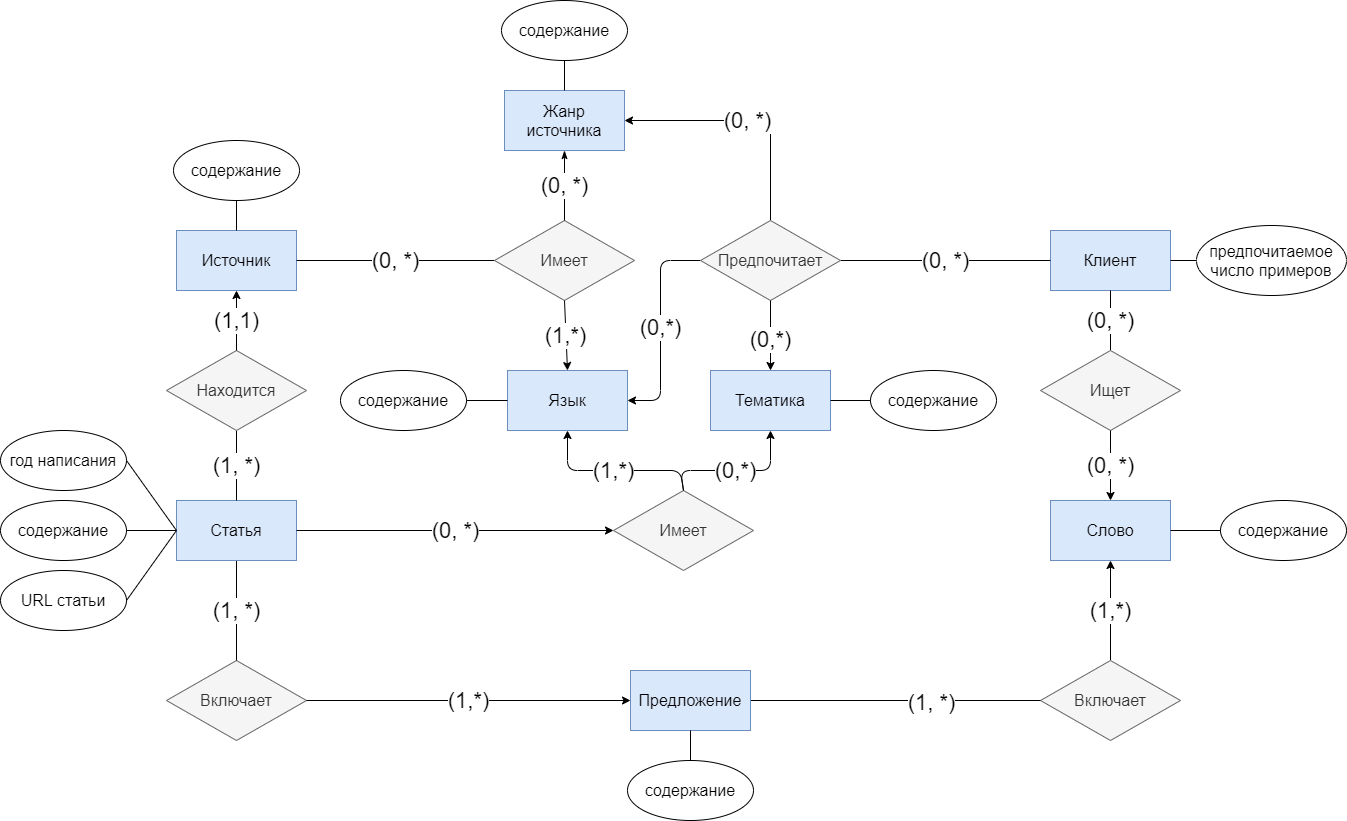 содержание
Жанр
источника
(0, *)
содержание
(0, *)
Источник
(0, *)
Имеет
Предпочитает
(0, *)
Клиент
предпочитаемое
число примеров
(1,1)
(1,*)
(0,*)
(0,*)
(0, *)
Находится
содержание
Язык
Тематика
содержание
Ищет
год написания
(1, *)
(1,*)
(0,*)
(0, *)
содержание
Статья
(0, *)
Имеет
Слово
содержание
URL статьи
(1, *)
(1,*)
Включает
(1,*)
Предложение
(1, *)
Включает
содержание